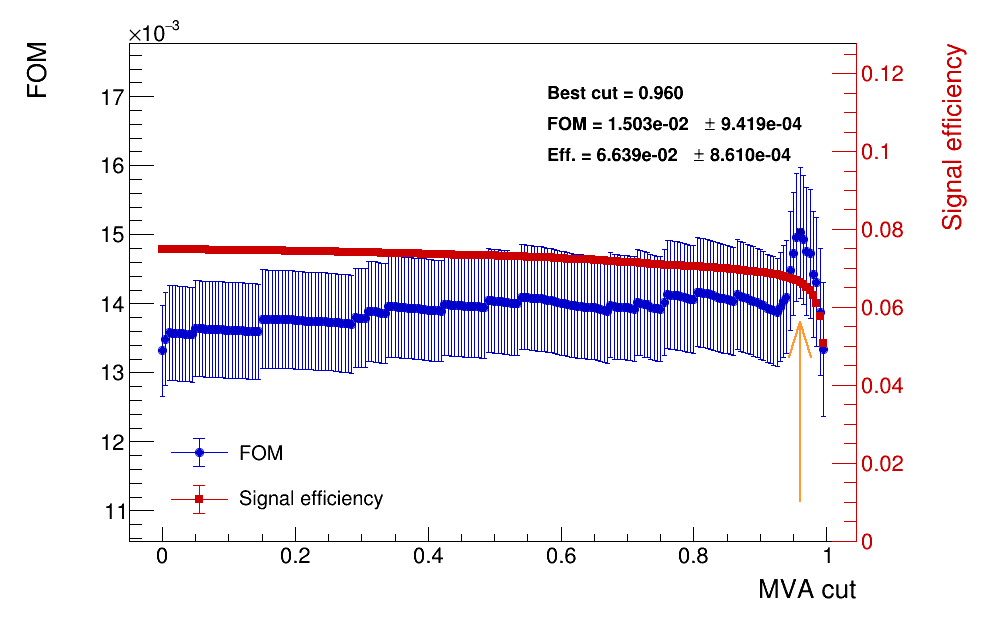 ×10⁻³
FOM
Signal efficiency
17
16
15
14
13
12
11
0.12
0.1
0.08
0.06
0.04
0.02
0
Best cut = 0.960
FOM = 1.503e-02 ± 9.419e-04
Eff. = 6.639e-02 ± 8.610e-04
FOM
Signal efficiency
0 0.2 0.4 0.6 0.8 1
MVA cut